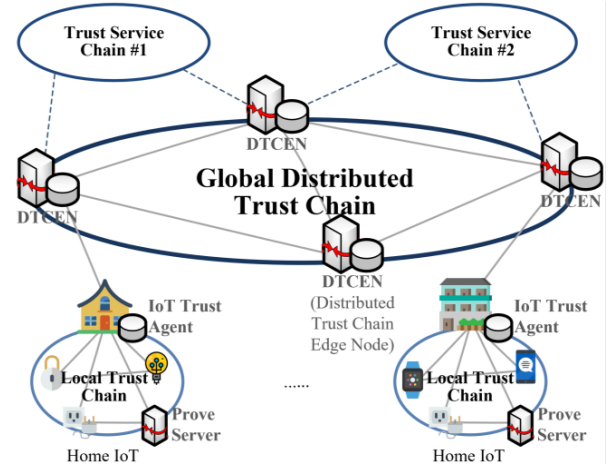 Trust Service
Chain #1
Trust Service
Chain #2
DTCEN
DTCEN
Global Distributed
Trust Chain
DTCEN
DTCEN
(Distributed
Trust Chain
Edge Node)
IoT Trust
Agent
IoT Trust
Agent
Local Trust
Chain
......
Local Trust
Chain
Prove
Server
Prove
Server
Home IoT
Home IoT